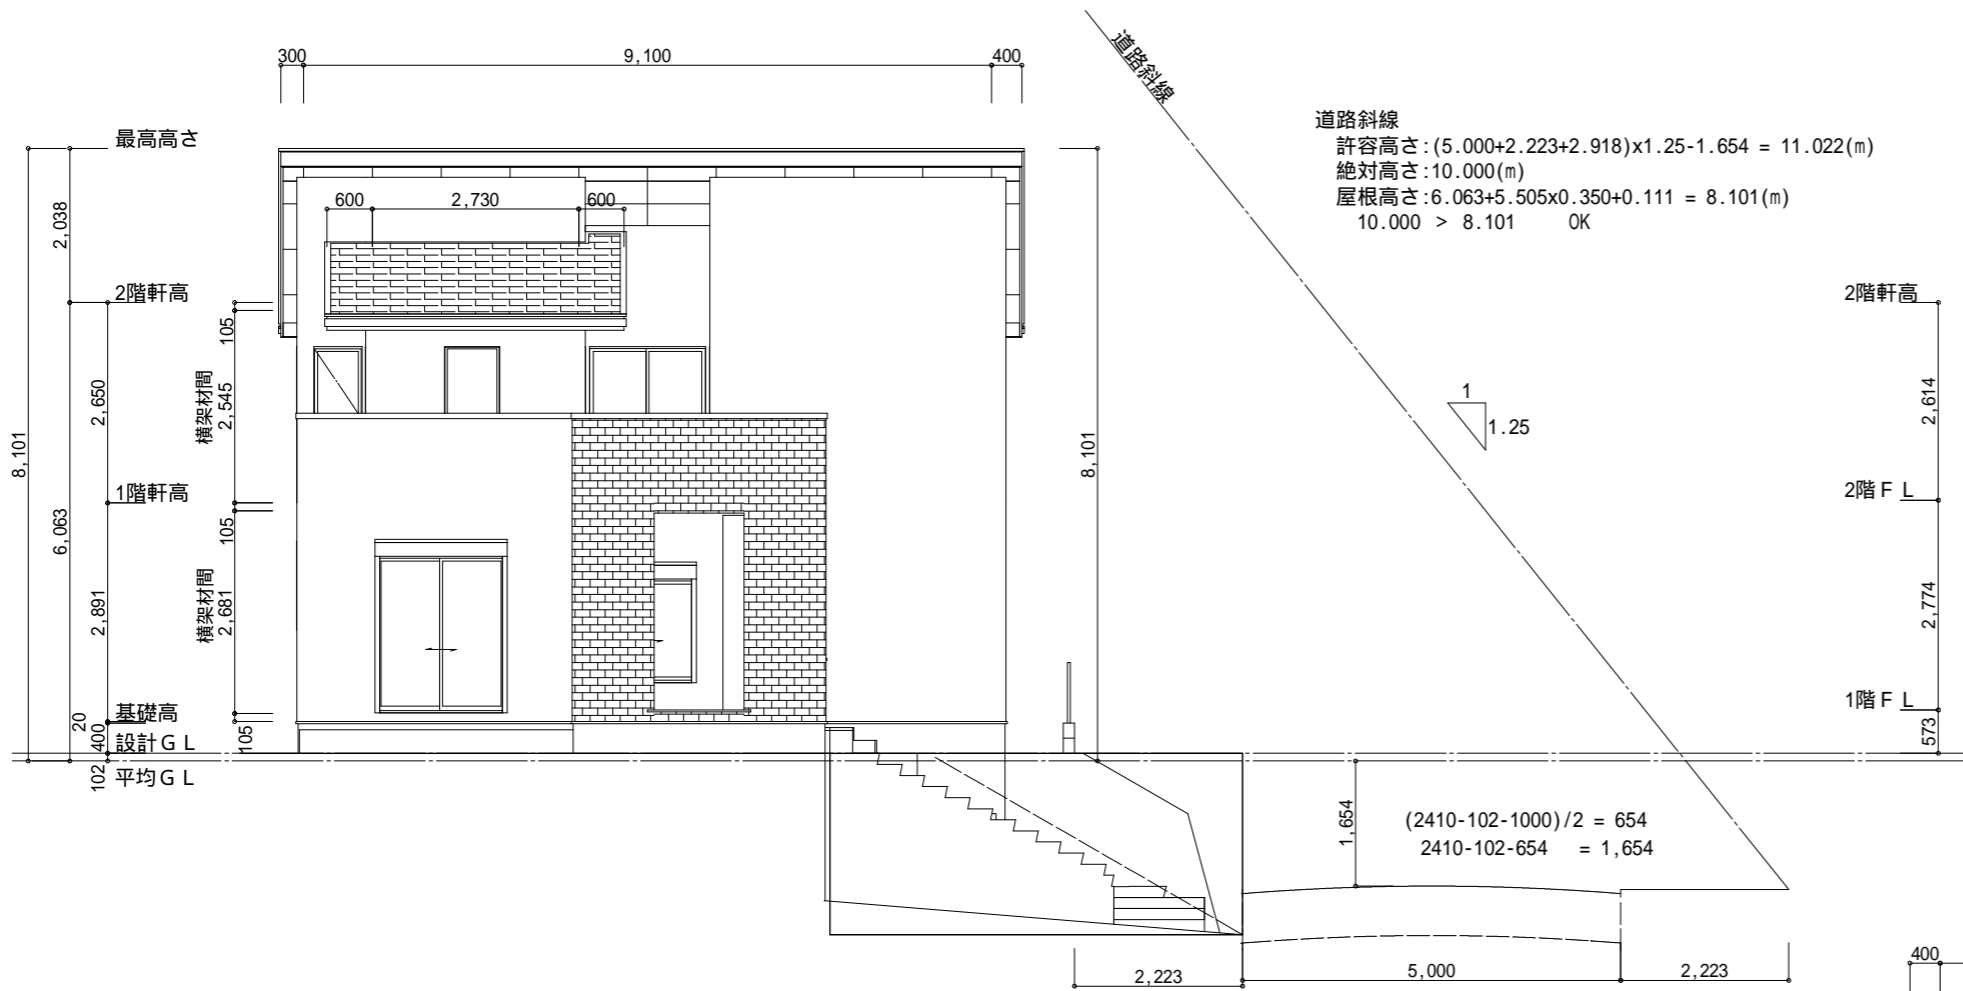 300
9,100
400
道路斜線
道路斜線
許容高さ:(5.000+2.223+2.918)x1.25-1.654 = 11.022(m)
絶対高さ:10.000(m)
屋根高さ:6.063+5.505x0.350+0.111 = 8.101(m)
10.000 > 8.101 OK
最高高さ
600
2,730
600
2,038
2階軒高
2階軒高
105
2,650
横架材間
2,545
1
1.25
2,614
8,101
8,101
1階軒高
2階ＦＬ
6,063
105
2,891
横架材間
2,681
2,774
基礎高
1階ＦＬ
20
400
設計ＧＬ
105
573
102
平均ＧＬ
1,654
(2410-102-1000)/2 = 654
2410-102-654 = 1,654
2,223
5,000
2,223
400